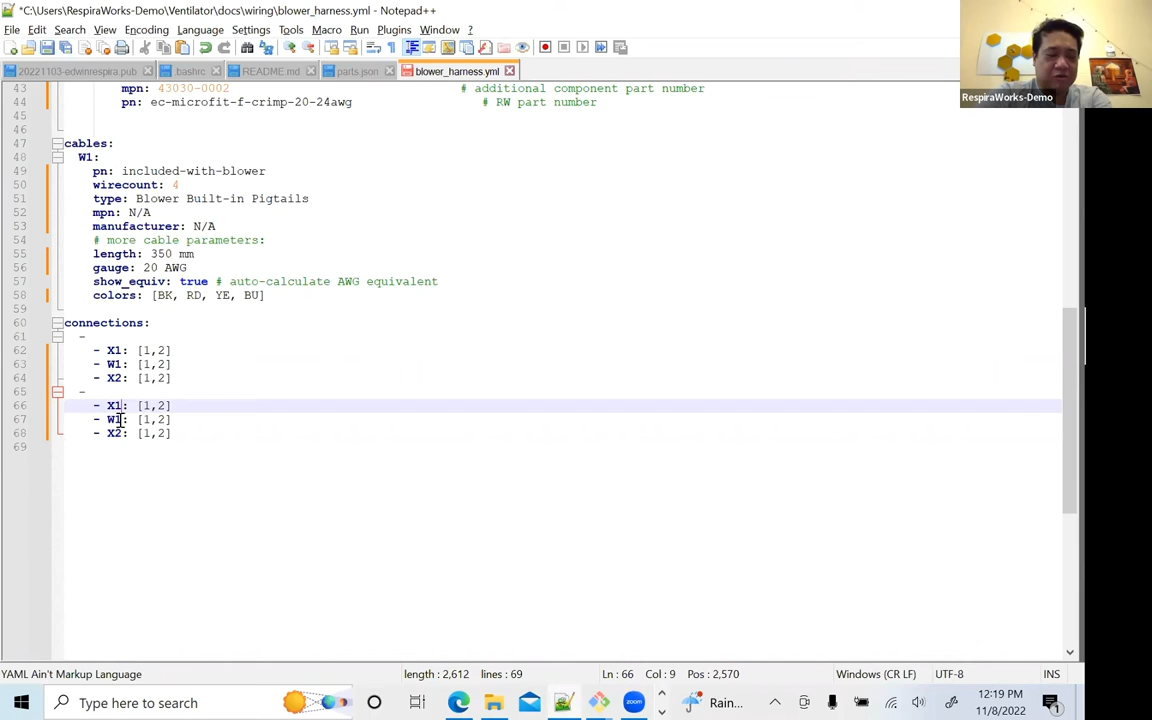 *C:\Users\RespiraWorks-Demo\Ventilator\docs\wiring\blower_harness.yml - Notepad++
File Edit Search View Encoding Language Settings Tools Macro Run Plugins Window ?
20221103-edwinrespira.pub .bashrc README.md parts.json blower_harness.yml
RespiraWorks-Demo
43 mpn: 43030-0002 # additional component part number
44 pn: ec-microfit-f-crimp-20-24awg # RW part number
45
46
47 cables:
48 W1:
49 pn: included-with-blower
50 wirecount: 4
51 type: Blower Built-in Pigtails
52 mpn: N/A
53 manufacturer: N/A
54 # more cable parameters:
55 length: 350 mm
56 gauge: 20 AWG
57 show_equiv: true # auto-calculate AWG equivalent
58 colors: [BK, RD, YE, BU]
59
60 connections:
61 -
62 - X1: [1,2]
63 - W1: [1,2]
64 - X2: [1,2]
65 -
66 - X1: [1,2]
67 - W1: [1,2]
68 - X2: [1,2]
69
YAML Ain't Markup Language length : 2,612 lines : 69 Ln : 66 Col : 9 Pos : 2,570 Windows (CR LF) UTF-8 INS
Type here to search zoom Rain... 12:19 PM
11/8/2022 1